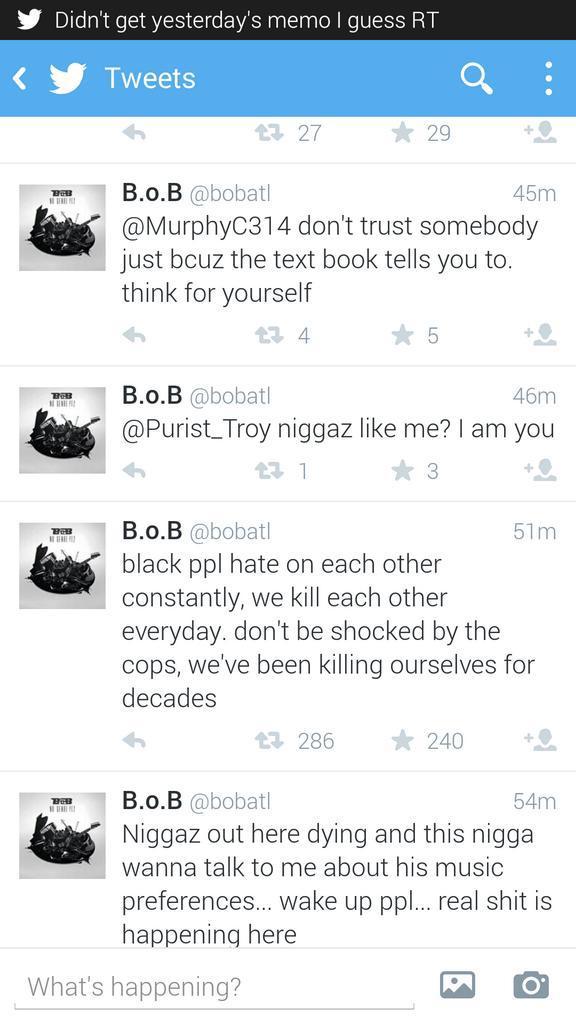 Didn't get yesterday's memo I guess RT
Tweets
27 29
B.o.B @bobatl 45m
@MurphyC314 don't trust somebody
just bcuz the text book tells you to.
think for yourself
4 5
B.o.B @bobatl 46m
@Purist_Troy niggaz like me? I am you
1 3
B.o.B @bobatl 51m
black ppl hate on each other
constantly, we kill each other
everyday. don't be shocked by the
cops, we've been killing ourselves for
decades
286 240
B.o.B @bobatl 54m
Niggaz out here dying and this nigga
wanna talk to me about his music
preferences... wake up ppl... real shit is
happening here
What's happening?